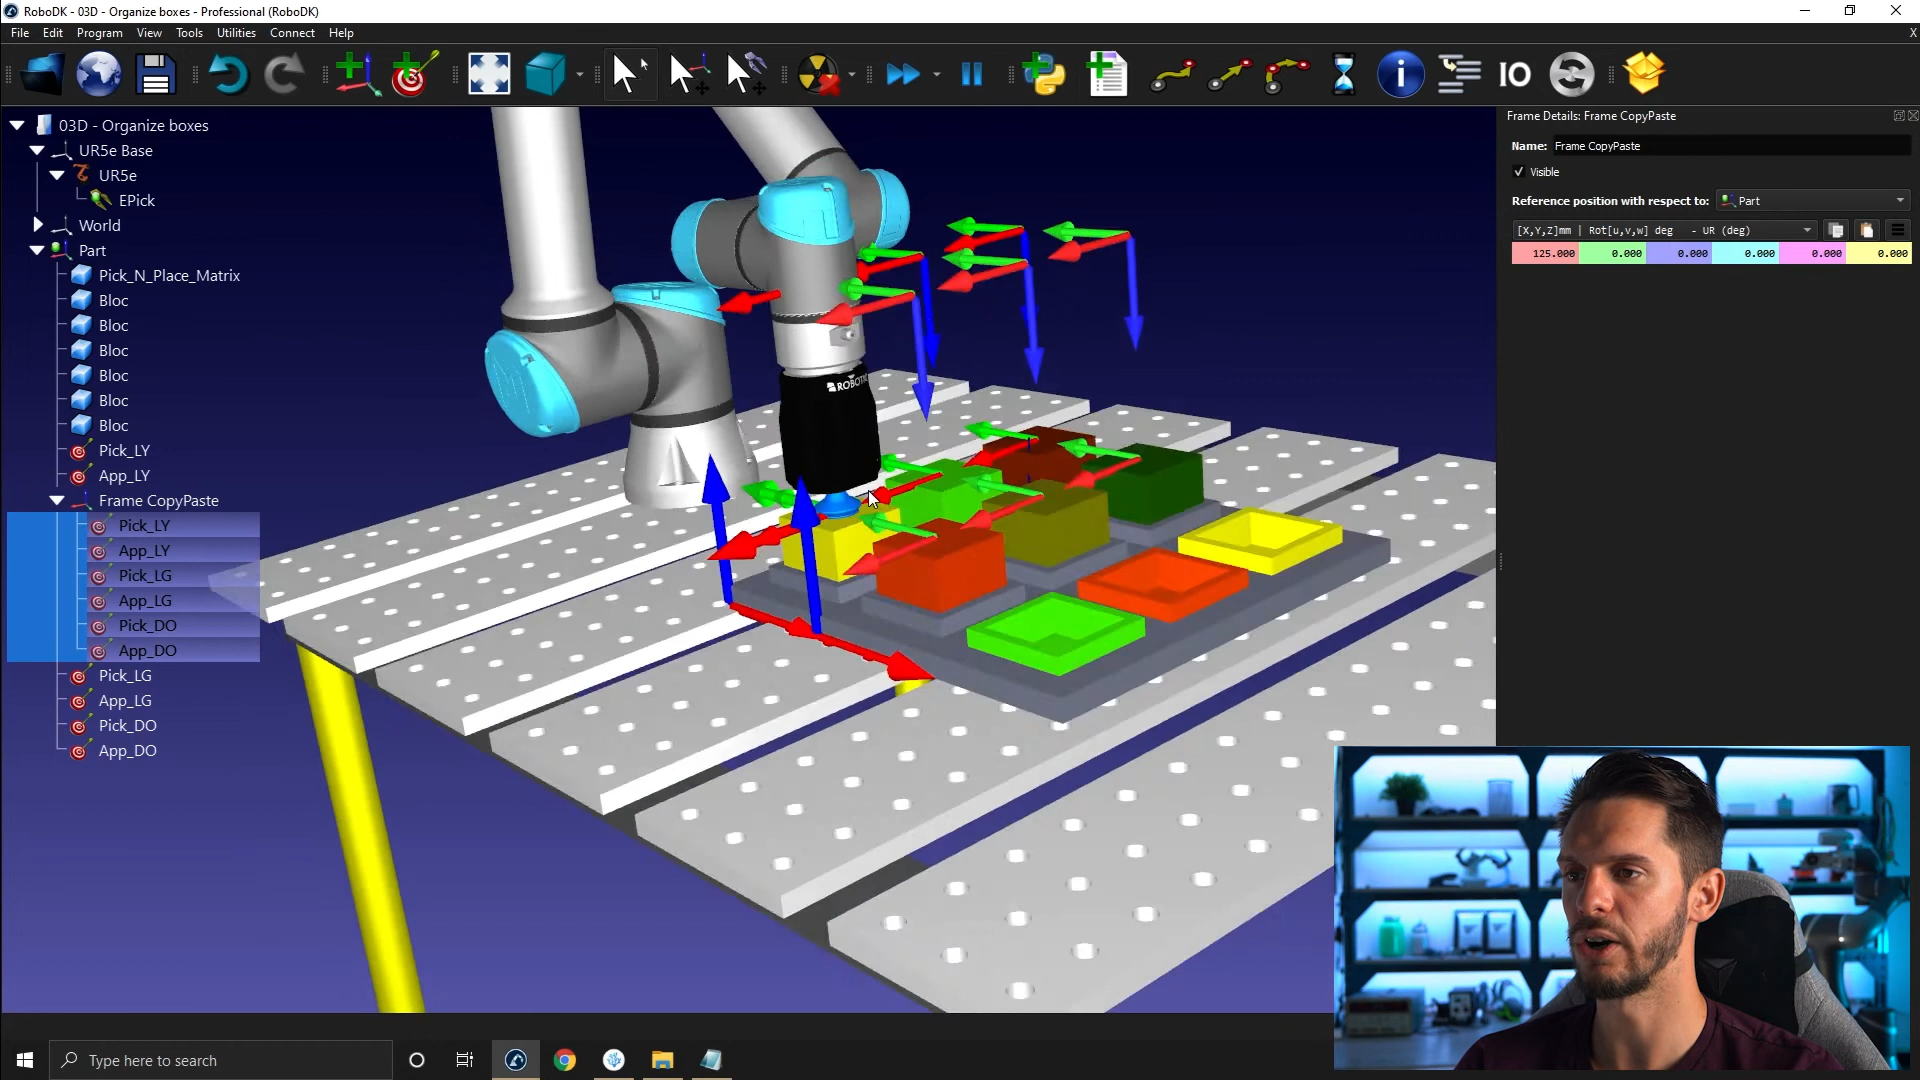 RoboDK - 03D - Organize boxes - Professional (RoboDK)
File Edit Program View Tools Utilities Connect Help
X
IO
03D - Organize boxes
UR5e Base
UR5e
EPick
World
Part
Pick_N_Place_Matrix
Bloc
Bloc
Bloc
Bloc
Bloc
Bloc
Pick_LY
App_LY
Frame CopyPaste
Pick_LY
App_LY
Pick_LG
App_LG
Pick_DO
App_DO
Pick_LG
App_LG
Pick_DO
App_DO
Frame Details: Frame CopyPaste
Name: Frame CopyPaste
Visible
Reference position with respect to: Part
[X,Y,Z]mm | Rot[u,v,w] deg - UR (deg)
125.000 0.000 0.000 0.000 0.000 0.000
Type here to search